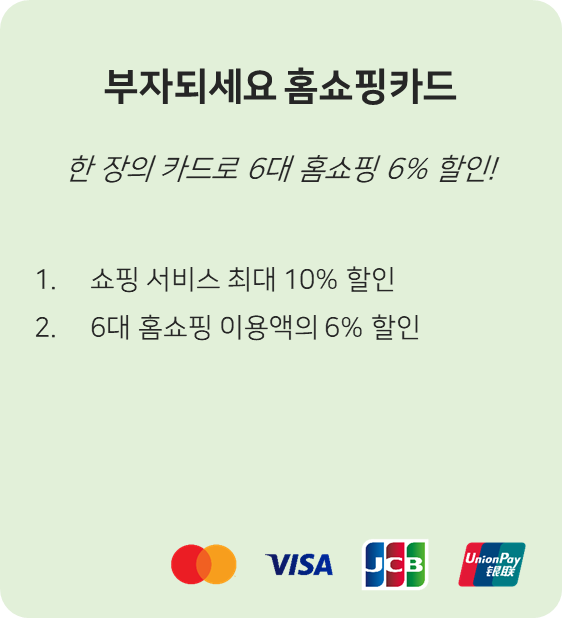 부자되세요 홈쇼핑카드
한 장의 카드로 6대 홈쇼핑 6% 할인!
1. 쇼핑 서비스 최대 10% 할인
2. 6대 홈쇼핑 이용액의 6% 할인
VISA JCB UnionPay
银联